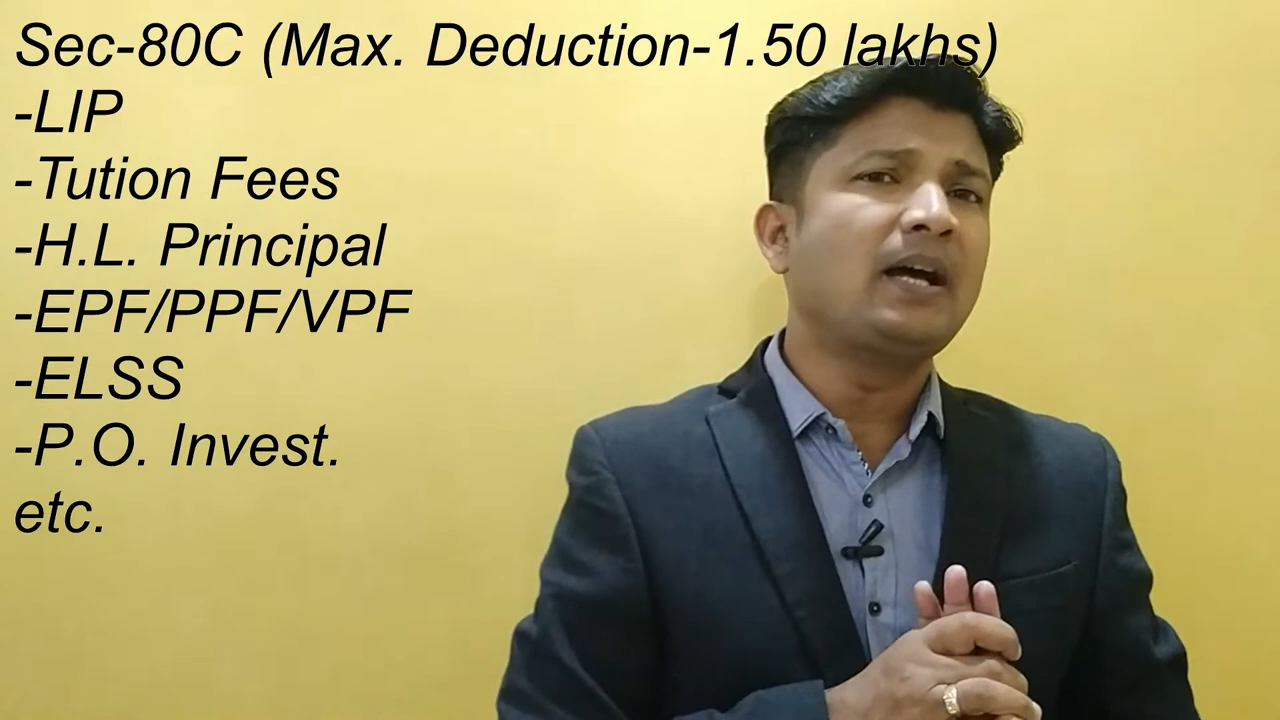 Sec-80C (Max. Deduction-1.50 lakhs)
-LIP
-Tution Fees
-H.L. Principal
-EPF/PPF/VPF
-ELSS
-P.O. Invest.
etc.